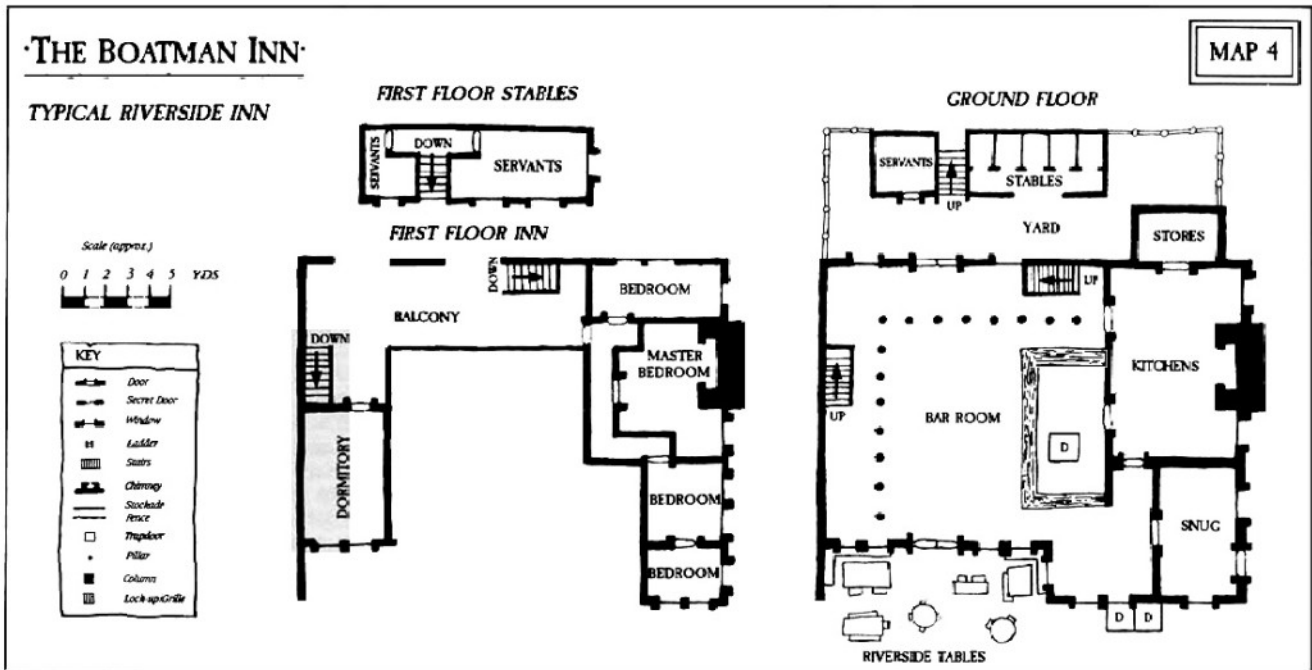 ·THE BOATMAN INN·
MAP 4
TYPICAL RIVERSIDE INN
FIRST FLOOR STABLES
SERVANTS
DOWN
SERVANTS
FIRST FLOOR INN
DOWN
BEDROOM
BALCONY
DOWN
MASTER
BEDROOM
DORMITORY
BEDROOM
BEDROOM
Scale (approx.)
0 1 2 3 4 5 YDS
KEY
Door
Secret Door
Window
Ladder
Stairs
Chimney
Stockade
Fence
Trapdoor
Pillar
Column
Lock-up/Grille
GROUND FLOOR
SERVANTS
UP
STABLES
YARD
STORES
UP
UP
KITCHENS
BAR ROOM
D
SNUG
D
D
RIVERSIDE TABLES